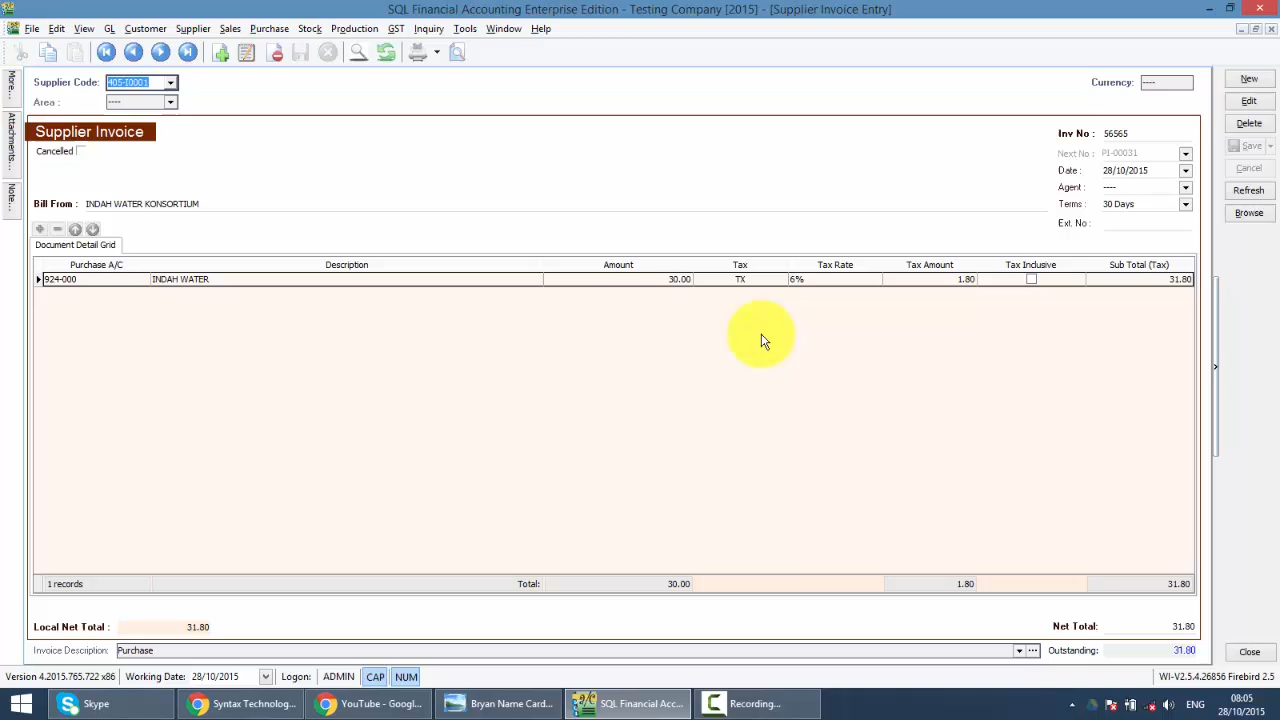 SQL Financial Accounting Enterprise Edition - Testing Company [2015] - [Supplier Invoice Entry]
File Edit View GL Customer Supplier Sales Purchase Stock Production GST Inquiry Tools Window Help
More...
Attachments...
Note...
Supplier Code: 405-I0001
Currency: ----
Area : ----
New
Edit
Delete
Save
Cancel
Refresh
Browse
Supplier Invoice
Cancelled
Inv No : 56565
Next No : PI-00031
Date : 28/10/2015
Agent : ----
Bill From : INDAH WATER KONSORTIUM
Terms : 30 Days
Ext. No :
Document Detail Grid
Purchase A/C Description Amount Tax Tax Rate Tax Amount Tax Inclusive Sub Total (Tax)
924-000 INDAH WATER 30.00 TX 6% 1.80 31.80
1 records Total: 30.00 1.80 31.80
Local Net Total : 31.80
Net Total: 31.80
Invoice Description: Purchase
Outstanding: 31.80
Close
Version 4.2015.765.722 x86 Working Date: 28/10/2015 Logon: ADMIN CAP NUM WI-V2.5.4.26856 Firebird 2.5
Skype Syntax Technolog... YouTube - Googl... Bryan Name Card... SQL Financial Acc... Recording... ENG 08:05
28/10/2015